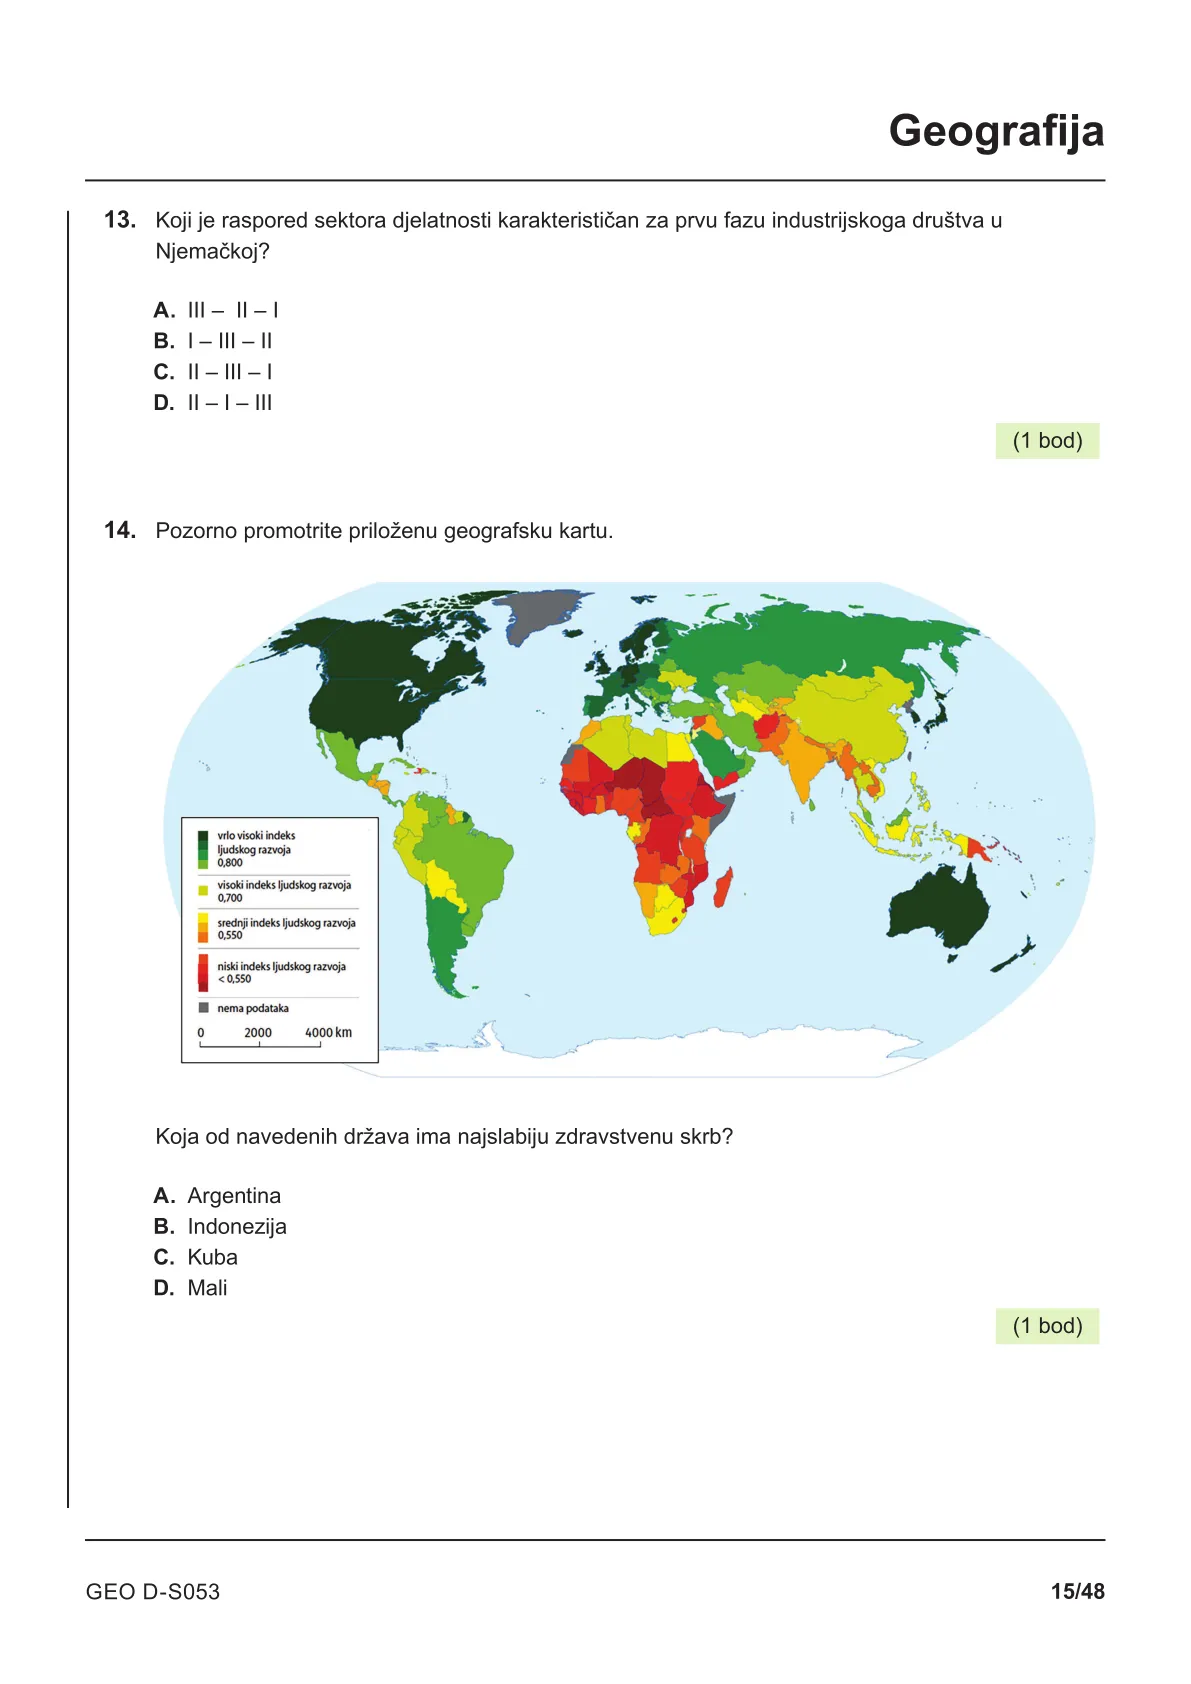 Geografija
13. Koji je raspored sektora djelatnosti karakterističan za prvu fazu industrijskoga društva u
Njemačkoj?
A. III – II – I
B. I – III – II
C. II – III – I
D. II – I – III
(1 bod)
14. Pozorno promotrite priloženu geografsku kartu.
vrlo visoki indeks
ljudskog razvoja
0,800
visoki indeks ljudskog razvoja
0,700
srednji indeks ljudskog razvoja
0,550
niski indeks ljudskog razvoja
< 0,550
nema podataka
0 2000 4000 km
Koja od navedenih država ima najslabiju zdravstvenu skrb?
A. Argentina
B. Indonezija
C. Kuba
D. Mali
(1 bod)
GEO D-S053
15/48